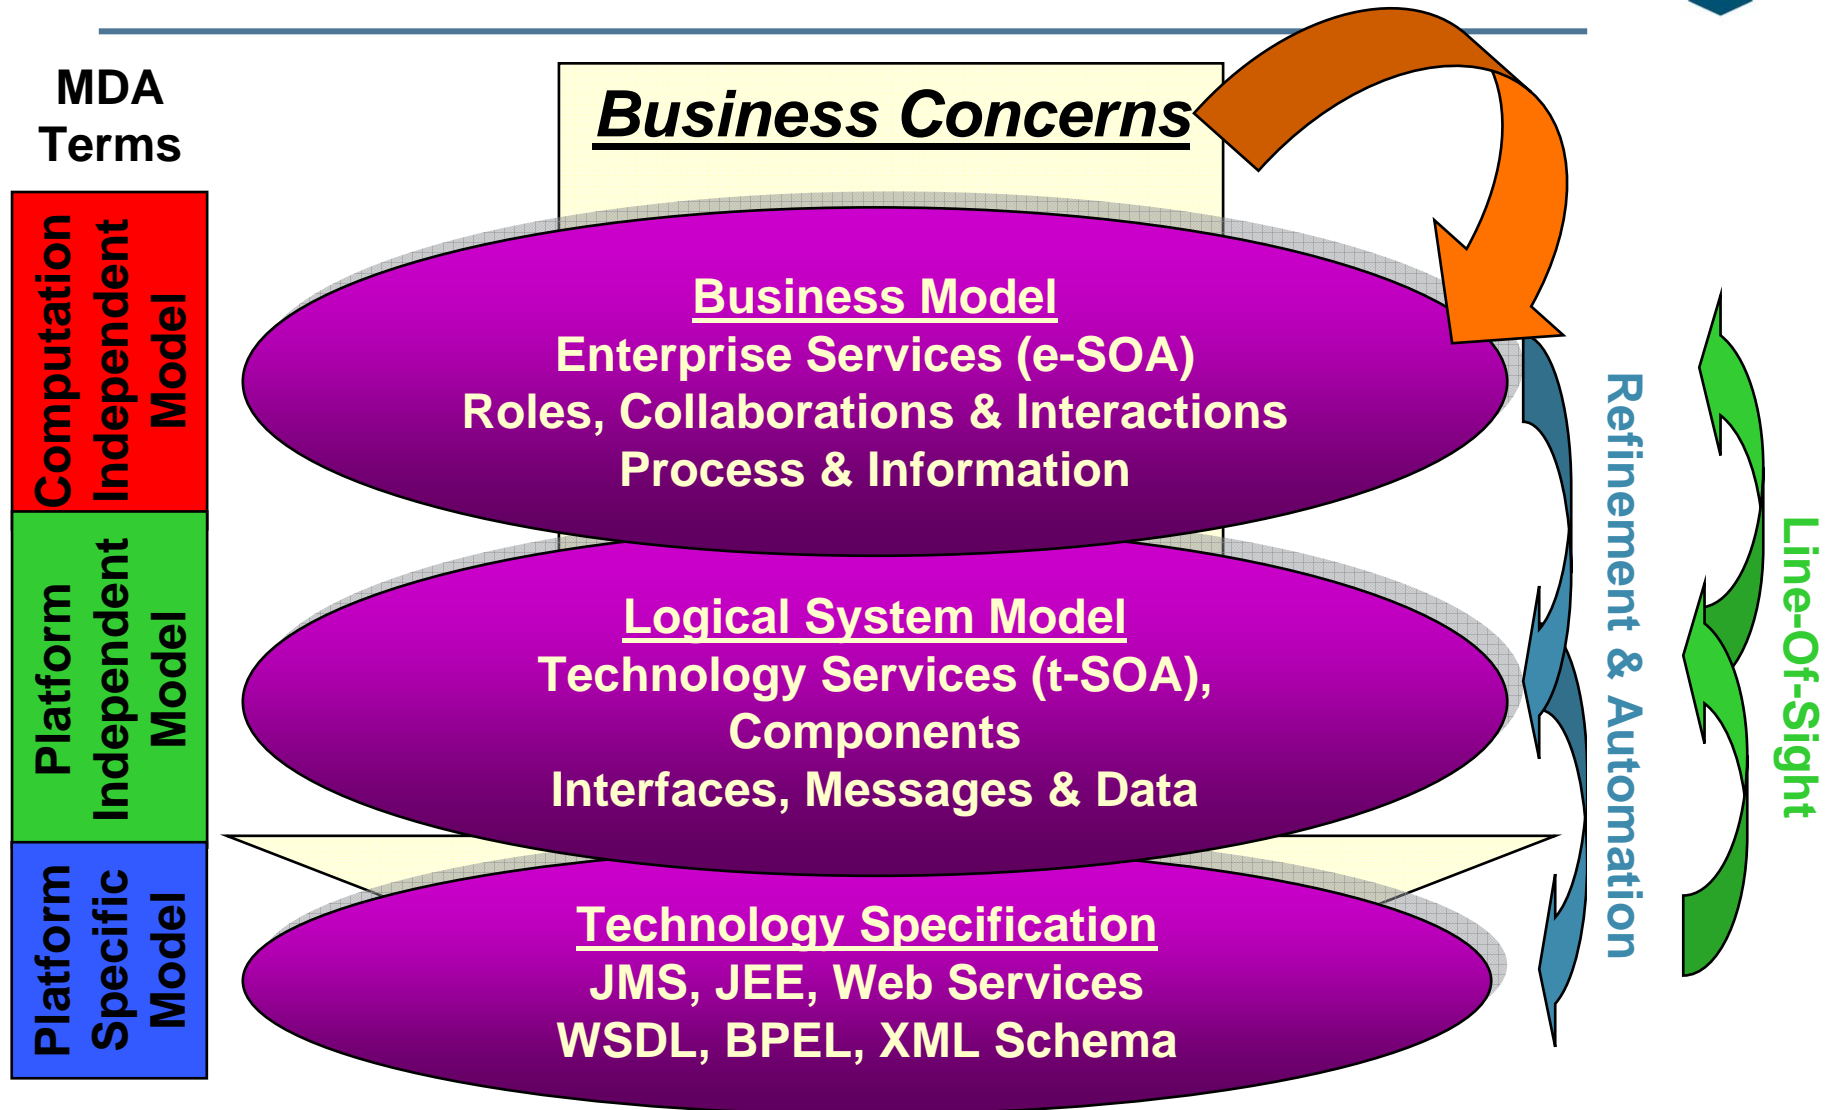 MDA
Terms
Business Concerns
Computation
Independent
Model
Business Model
Enterprise Services (e-SOA)
Roles, Collaborations & Interactions
Process & Information
Platform
Independent
Model
Logical System Model
Technology Services (t-SOA),
Components
Interfaces, Messages & Data
Platform
Specific
Model
Technology Specification
JMS, JEE, Web Services
WSDL, BPEL, XML Schema
Refinement & Automation
Line-Of-Sight